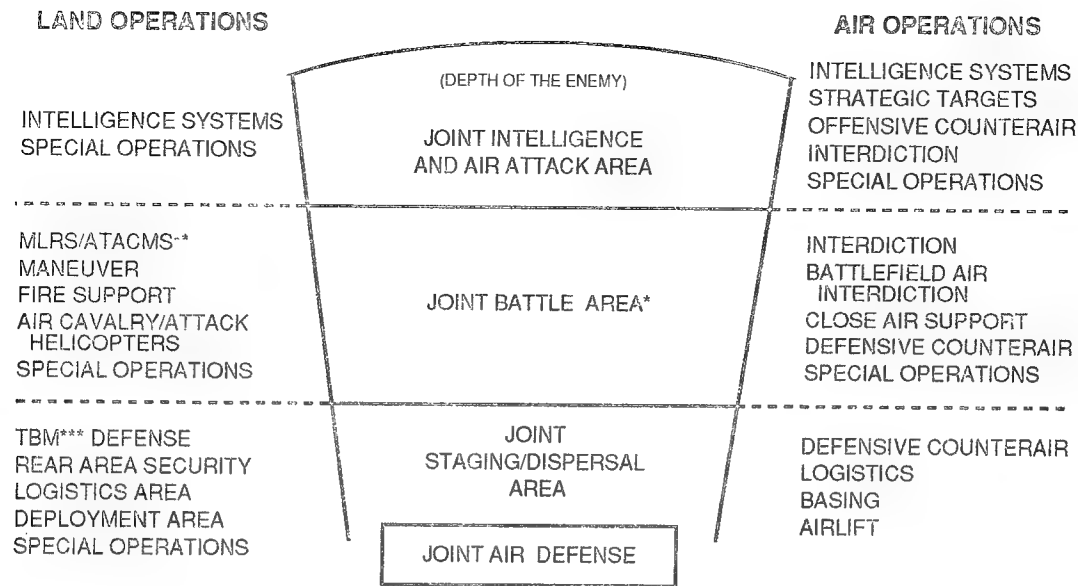 LAND OPERATIONS
AIR OPERATIONS
(DEPTH OF THE ENEMY)
INTELLIGENCE SYSTEMS
SPECIAL OPERATIONS
JOINT INTELLIGENCE
AND AIR ATTACK AREA
INTELLIGENCE SYSTEMS
STRATEGIC TARGETS
OFFENSIVE COUNTERAIR
INTERDICTION
SPECIAL OPERATIONS
MLRS/ATACMS**
MANEUVER
FIRE SUPPORT
AIR CAVALRY/ATTACK
HELICOPTERS
SPECIAL OPERATIONS
JOINT BATTLE AREA*
INTERDICTION
BATTLEFIELD AIR
INTERDICTION
CLOSE AIR SUPPORT
DEFENSIVE COUNTERAIR
SPECIAL OPERATIONS
TBM*** DEFENSE
REAR AREA SECURITY
LOGISTICS AREA
DEPLOYMENT AREA
SPECIAL OPERATIONS
JOINT
STAGING/DISPERSAL
AREA
JOINT AIR DEFENSE
DEFENSIVE COUNTERAIR
LOGISTICS
BASING
AIRLIFT